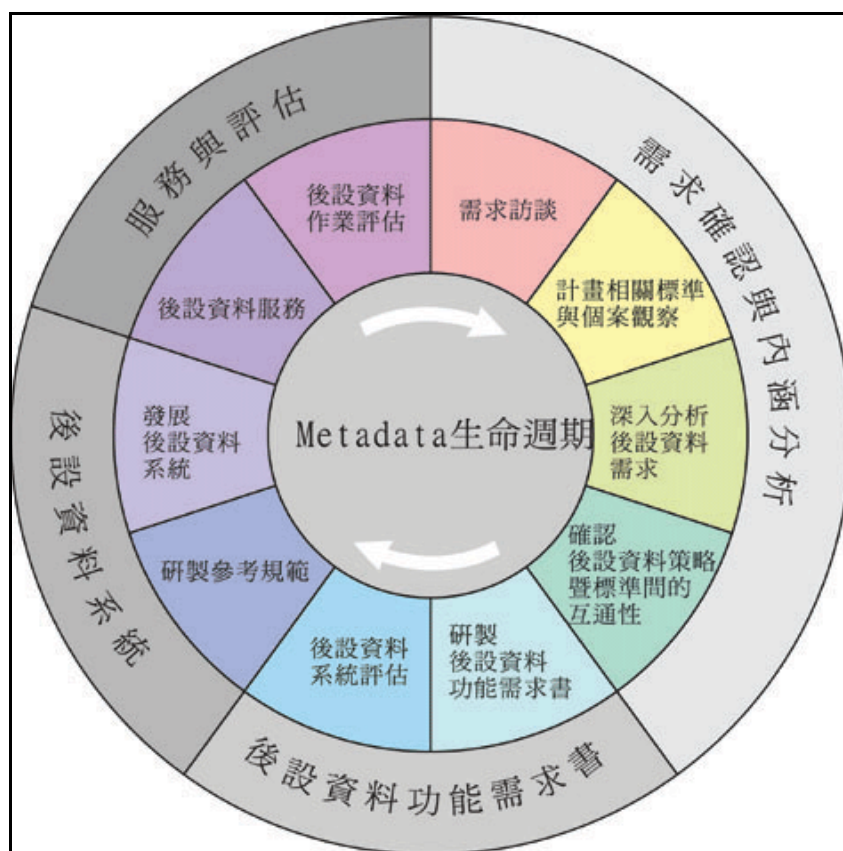 服務與評估
需求確認與內涵分析
後設資料功能需求書
後設資料系統
需求訪談
計畫相關標準
與個案觀察
深入分析
後設資料
需求
確認
後設資料策略
暨標準間的
互通性
研製
後設資料
功能需求書
後設資料
系統評估
研製參考規範
發展
後設資料
系統
後設資料服務
後設資料
作業評估
Metadata生命週期